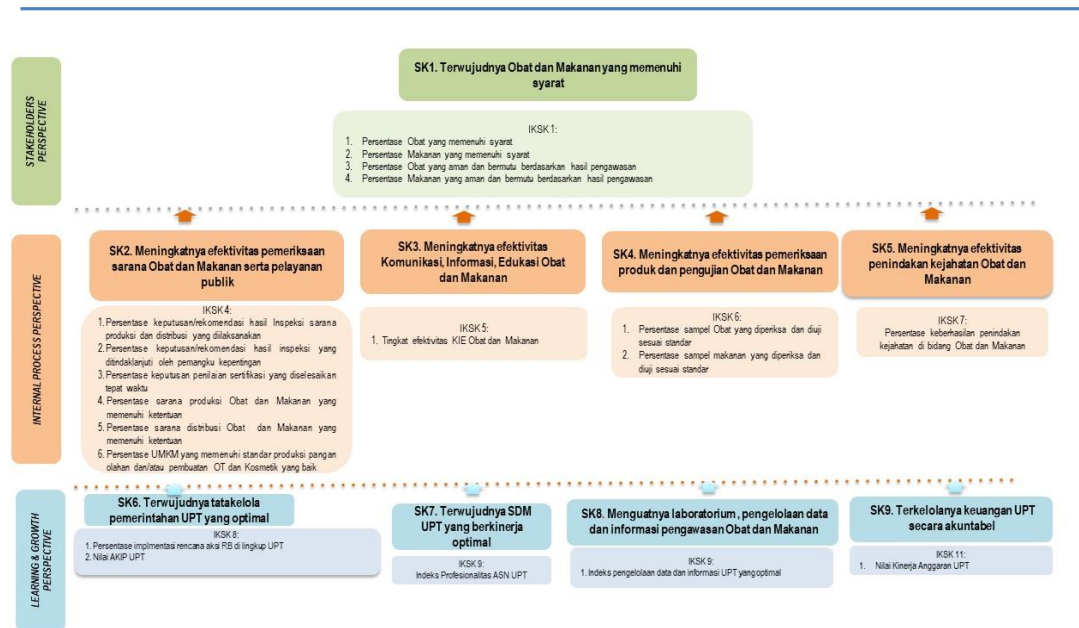 STAKEHOLDERS
PERSPECTIVE
SK1. Terwujudnya Obat dan Makanan yang memenuhi
syarat
IKSK 1:
1. Persentase Obat yang memenuhi syarat
2. Persentase Makanan yang memenuhi syarat
3. Persentase Obat yang aman dan bermutu berdasarkan hasil pengawasan
4. Persentase Makanan yang aman dan bermutu berdasarkan hasil pengawasan
INTERNAL PROCESS PERSPECTIVE
SK2. Meningkatnya efektivitas pemeriksaan
sarana Obat dan Makanan serta pelayanan
publik
IKSK 4:
1. Persentase keputusan/rekomendasi hasil Inspeksi sarana
produksi dan distribusi yang dilaksanakan
2. Persentase keputusan/rekomendasi hasil inspeksi yang
ditindaklanjuti oleh pemangku kepentingan
3. Persentase keputusan penilaian sertifikasi yang diselesaikan
tepat waktu
4. Persentase sarana produksi Obat dan Makanan yang
memenuhi ketentuan
5. Persentase sarana distribusi Obat dan Makanan yang
memenuhi ketentuan
6. Persentase UMKM yang memenuhi standar produksi pangan
olahan dan/atau pembuatan OT dan Kosmetik yang baik
SK3. Meningkatnya efektivitas
Komunikasi, Informasi, Edukasi Obat
dan Makanan
IKSK 5:
1. Tingkat efektivitas KIE Obat dan Makanan
SK4. Meningkatnya efektivitas pemeriksaan
produk dan pengujian Obat dan Makanan
IKSK 6:
1. Persentase sampel Obat yang diperiksa dan diuji
sesuai standar
2. Persentase sampel makanan yang diperiksa dan
diuji sesuai standar
SK5. Meningkatnya efektivitas
penindakan kejahatan Obat dan
Makanan
IKSK 7:
Persentase keberhasilan penindakan
kejahatan di bidang Obat dan Makanan
LEARNING & GROWTH
PERSPECTIVE
SK6. Terwujudnya tatakelola
pemerintahan UPT yang optimal
IKSK 8:
1. Persentase implmentasi rencana aksi RB di lingkup UPT
2. Nilai AKIP UPT
SK7. Terwujudnya SDM
UPT yang berkinerja
optimal
IKSK 9:
Indeks Profesionalitas ASN UPT
SK8. Menguatnya laboratorium, pengelolaan data
dan informasi pengawasan Obat dan Makanan
IKSK 9:
1. Indeks pengelolaan data dan informasi UPT yang optimal
SK9. Terkelolanya keuangan UPT
secara akuntabel
IKSK 11:
1. Nilai Kinerja Anggaran UPT